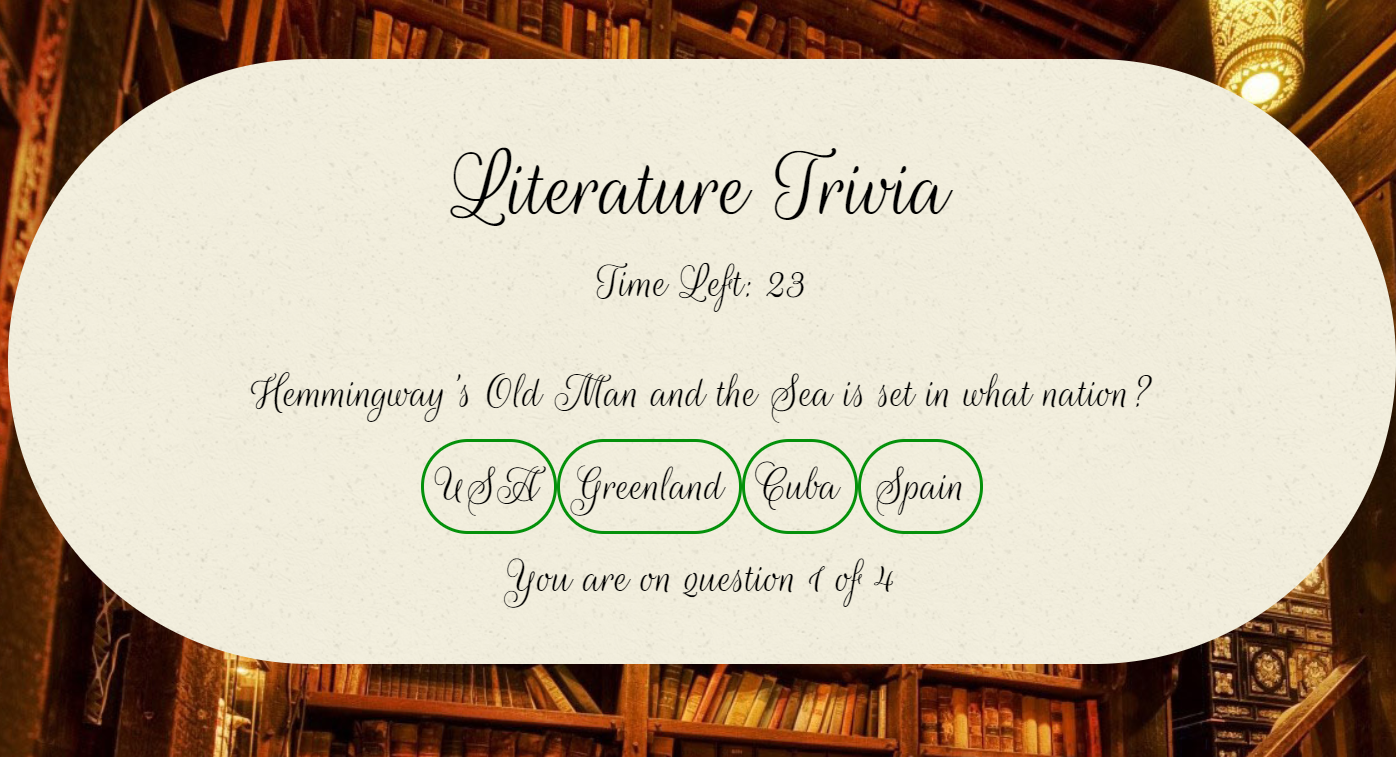 Literature Trivia
Time Left: 23
Hemmingway's Old Man and the Sea is set in what nation?
USA Greenland Cuba Spain
You are on question 1 of 4